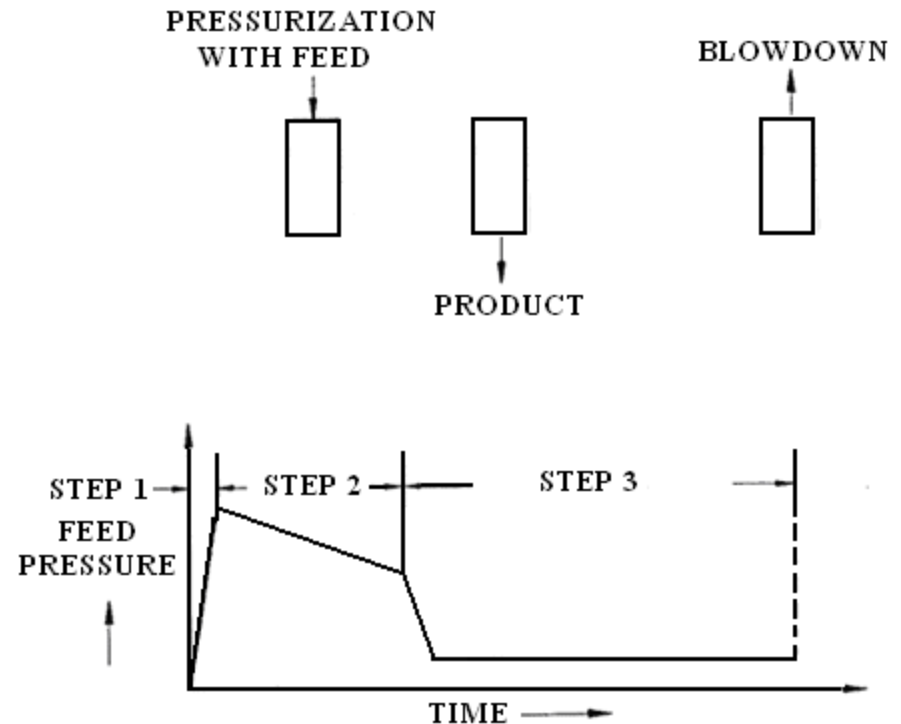 PRESSURIZATION
WITH FEED
BLOWDOWN
PRODUCT
STEP 1
STEP 2
STEP 3
FEED
PRESSURE
TIME